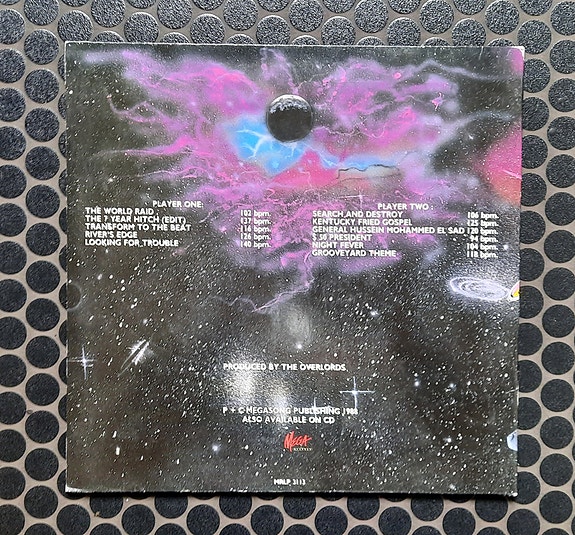 PLAYER ONE:
THE WORLD RAID 102 bpm.
THE 7 YEAR HITCH (EDIT) 127 bpm.
TRANSFORM TO THE BEAT 116 bpm.
RIVER'S EDGE 126 bpm.
LOOKING FOR TROUBLE 140 bpm.
PLAYER TWO:
SEARCH AND DESTROY 106 bpm.
KENTUCKY FRIED GOSPEL 125 bpm.
GENERAL HUSSEIN MOHAMMED EL SAD 120 bpm.
PRESIDENT 96 bpm.
NIGHT FEVER 104 bpm.
GROOVEYARD THEME 118 bpm.
PRODUCED BY THE OVERLORDS.
P + © MEGASONG PUBLISHING 1988
ALSO AVAILABLE ON CD
MEGA
RECORDS
MRLP 3113